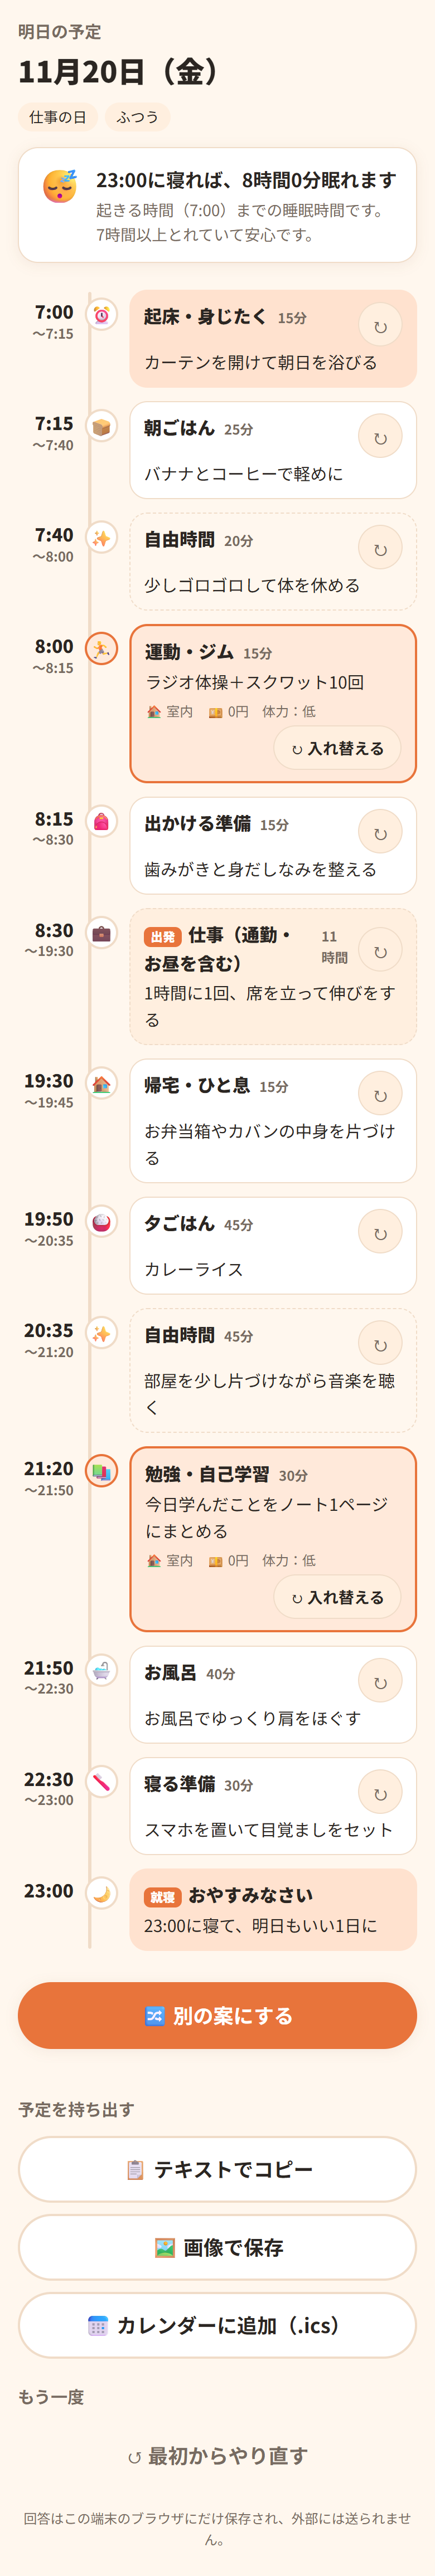 明日の予定
11月20日（金）
仕事の日 ふつう
23:00に寝れば、8時間0分眠れます
起きる時間（7:00）までの睡眠時間です。
7時間以上とれていて安心です。
7:00 起床・身じたく 15分
〜7:15
カーテンを開けて朝日を浴びる
7:15 朝ごはん 25分
〜7:40
バナナとコーヒーで軽めに
7:40 自由時間 20分
〜8:00
少しゴロゴロして体を休める
8:00 運動・ジム 15分
〜8:15
ラジオ体操＋スクワット10回
室内 0円 体力：低
↻ 入れ替える
8:15 出かける準備 15分
〜8:30
歯みがきと身だしなみを整える
8:30 出発 仕事（通勤・ 11
〜19:30 お昼を含む） 時間
1時間に1回、席を立って伸びをす
る
19:30 帰宅・ひと息 15分
〜19:45
お弁当箱やカバンの中身を片づけ
る
19:50 夕ごはん 45分
〜20:35
カレーライス
20:35 自由時間 45分
〜21:20
部屋を少し片づけながら音楽を聴
く
21:20 勉強・自己学習 30分
〜21:50
今日学んだことをノート1ページ
にまとめる
室内 0円 体力：低
↻ 入れ替える
21:50 お風呂 40分
〜22:30
お風呂でゆっくり肩をほぐす
22:30 寝る準備 30分
〜23:00
スマホを置いて目覚ましをセット
23:00 就寝 おやすみなさい
23:00に寝て、明日もいい1日に
別の案にする
予定を持ち出す
テキストでコピー
画像で保存
カレンダーに追加（.ics）
もう一度
↺ 最初からやり直す
回答はこの端末のブラウザにだけ保存され、外部には送られませ
ん。